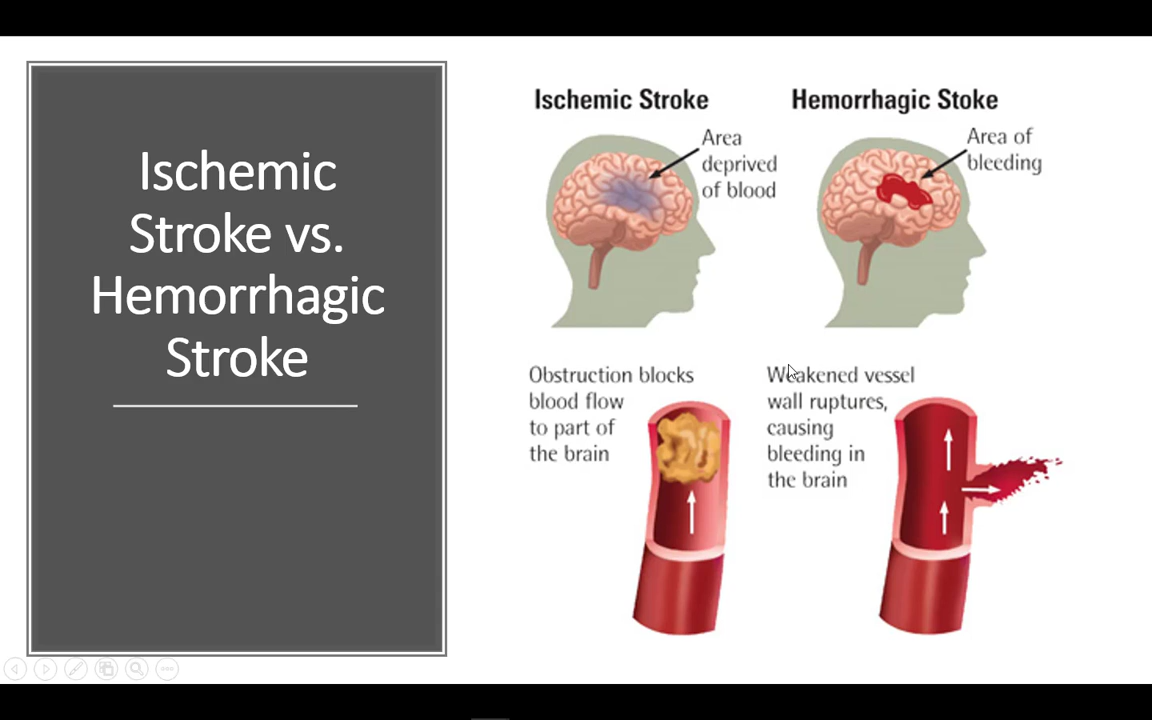 Ischemic
Stroke vs.
Hemorrhagic
Stroke
Ischemic Stroke
Area
deprived
of blood
Hemorrhagic Stoke
Area of
bleeding
Obstruction blocks
blood flow
to part of
the brain
Weakened vessel
wall ruptures,
causing
bleeding in
the brain